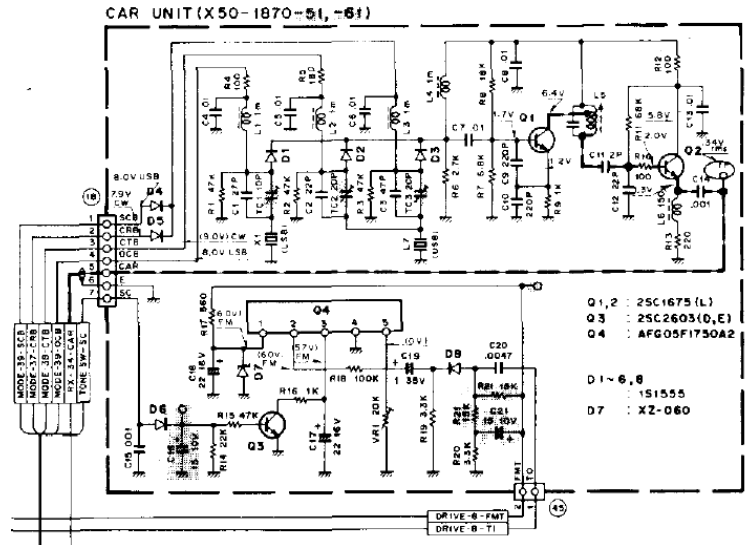 CAR UNIT (X50-1870-51, -61)
R4 100
R5 180
C4 .01
L1 1m
C5 .01
L2 1m
C6 .01
L3 1m
L4 1m
R8 18K
C8 .01
L5
R12 100
R11 68K
C13 .01
6.4V
5.8V
2.0V
.34V rms
Q1
Q2
C7 .01
1.7V
1.2V
C11 2P
R10 100
C14 .001
D1
D2
D3
R1 47K
C1 27P
TC1 10P
R2 47K
C2 22P
TC2 20P
R3 47K
C3 47P
TC3 20P
R6 2.7K
R7 6.8K
C9 220P
C10 220P
R9 1K
C12 22P
L6 150
R13 220
X1 (LSB)
L7 (USB)
8.0V USB
7.9V CW
D4
D5
(9.0V) CW
8.0V LSB
18
1 SCB
2 CRB
3 CTB
4 OCB
5 CAR
6 E
7 SC
MODE-39-SCB
MODE-37-CRB
MODE-38-CTB
MODE-39-OCB
RX-34-CAR
TONE SW-SC
Q1,2 : 2SC1675(L)
Q3 : 2SC2603(D,E)
Q4 : AFG05F1750A2
D1~6,8 : 1S1555
D7 : XZ-060
Q4
1 2 3 4 5
R17 560
(6.0V) FM
(6.0V) FM
(5.7V) FM
(0V)
C18 22 16V
D7
R18 100K
C19 1 35V
D8
C20 .0047
R16 1K
D6
R15 47K
Q3
C17 22 16V
VR1 20K
R19 3.3K
R21 15K
C21 15 10V
R20 3.3K
C15 .001
C16 15 10V
R14 22K
FMT
TO
2 1
45
DRIVE-8-FMT
DRIVE-8-TI